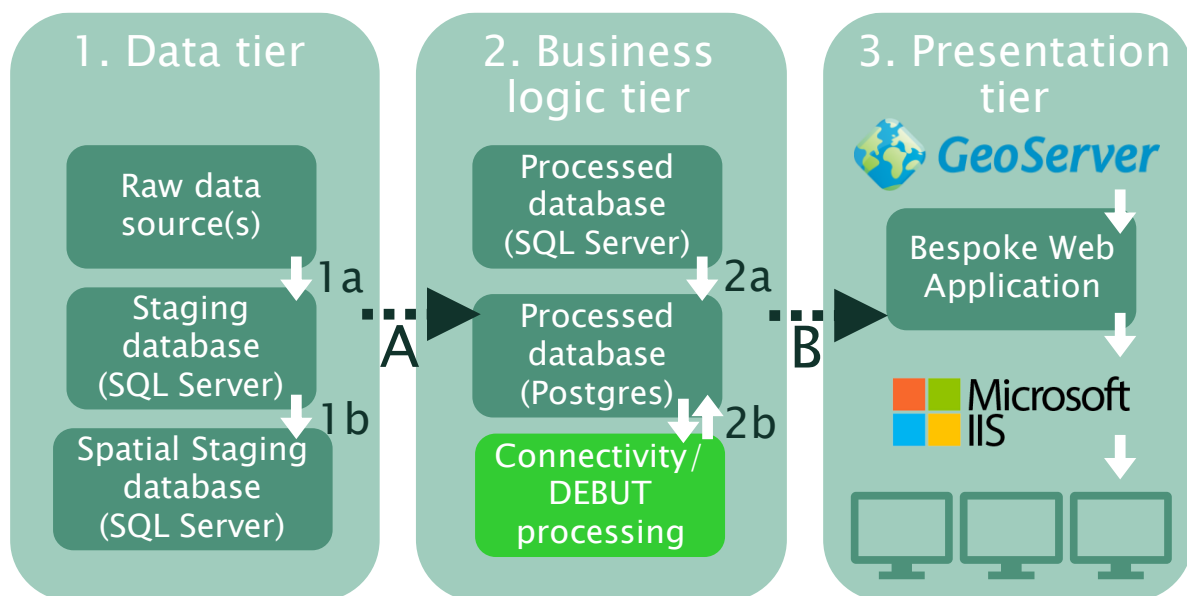 1. Data tier
Raw data
source(s)
1a
Staging
database
(SQL Server)
1b
Spatial Staging
database
(SQL Server)
A
2. Business
logic tier
Processed
database
(SQL Server)
2a
Processed
database
(Postgres)
2b
Connectivity/
DEBUT
processing
B
3. Presentation
tier
GeoServer
Bespoke Web
Application
Microsoft
IIS